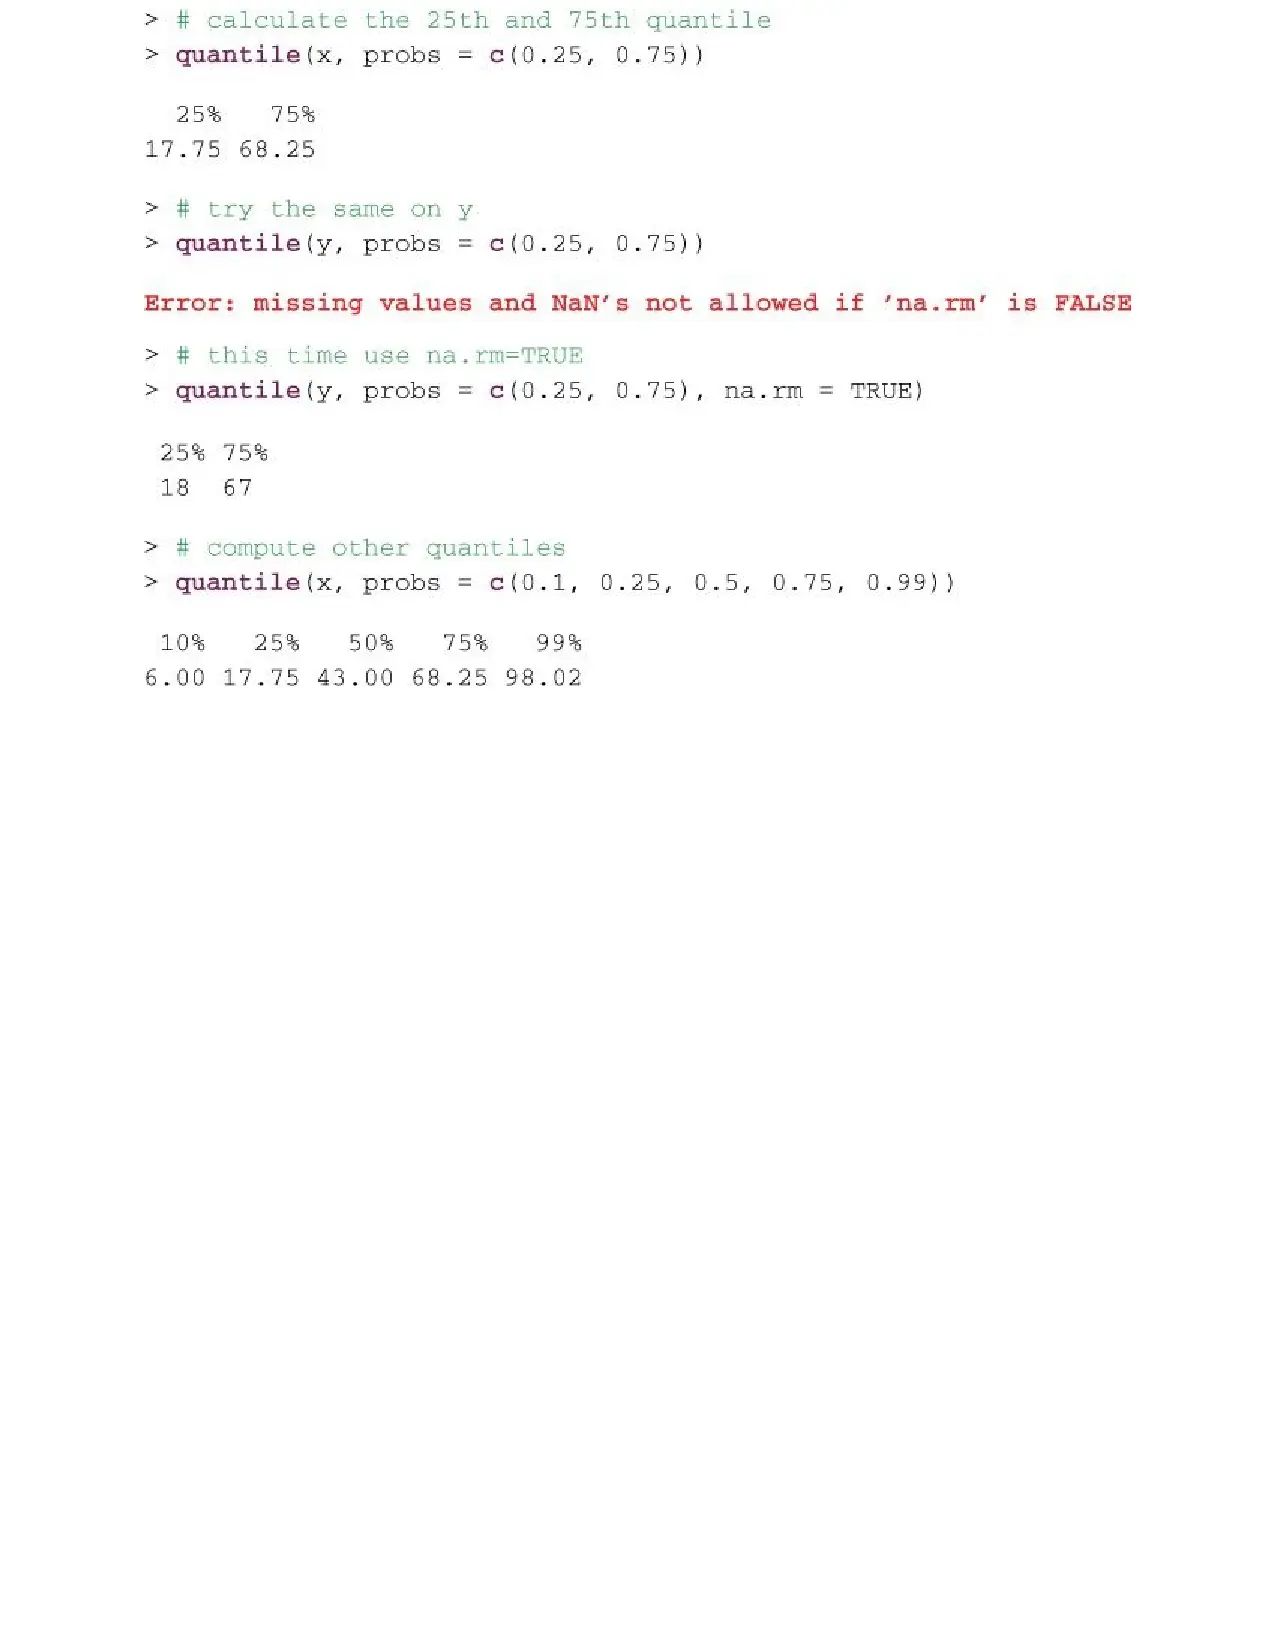 > # calculate the 25th and 75th quantile
> quantile(x, probs = c(0.25, 0.75))
25% 75%
17.75 68.25
> # try the same on y
> quantile(y, probs = c(0.25, 0.75))
Error: missing values and NaN’s not allowed if ’na.rm’ is FALSE
> # this time use na.rm=TRUE
> quantile(y, probs = c(0.25, 0.75), na.rm = TRUE)
25% 75%
18 67
> # compute other quantiles
> quantile(x, probs = c(0.1, 0.25, 0.5, 0.75, 0.99))
10% 25% 50% 75% 99%
6.00 17.75 43.00 68.25 98.02